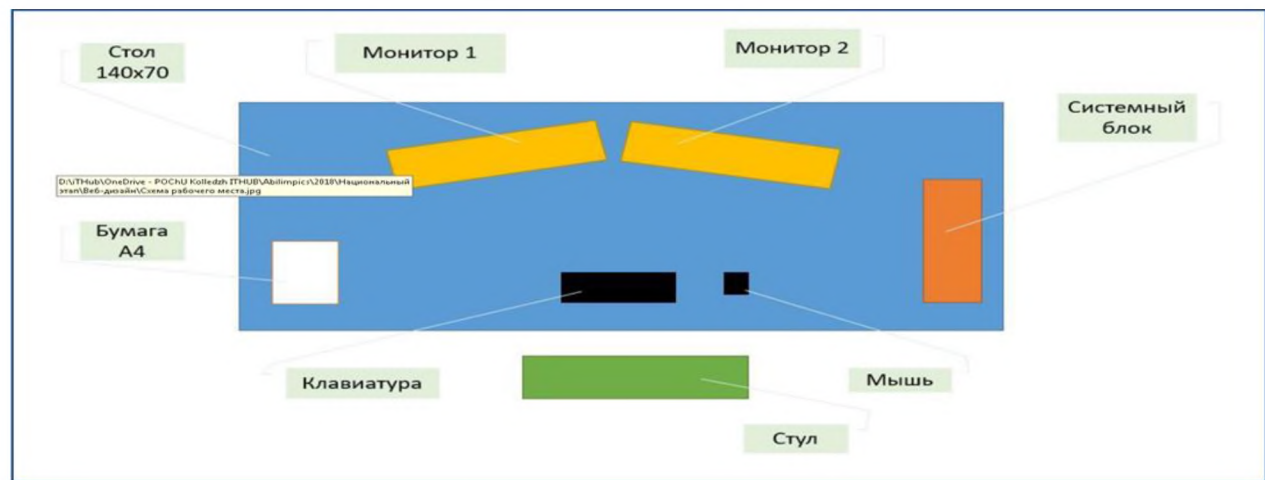 Стол
140x70
Монитор 1
Монитор 2
Системный
блок
D:\ITHub\OneDrive - POChU Kolledzh ITHUB\Abilimpics\2018\Национальный
этап\Веб-дизайн\Схема рабочего места.jpg
Бумага
А4
Клавиатура
Мышь
Стул